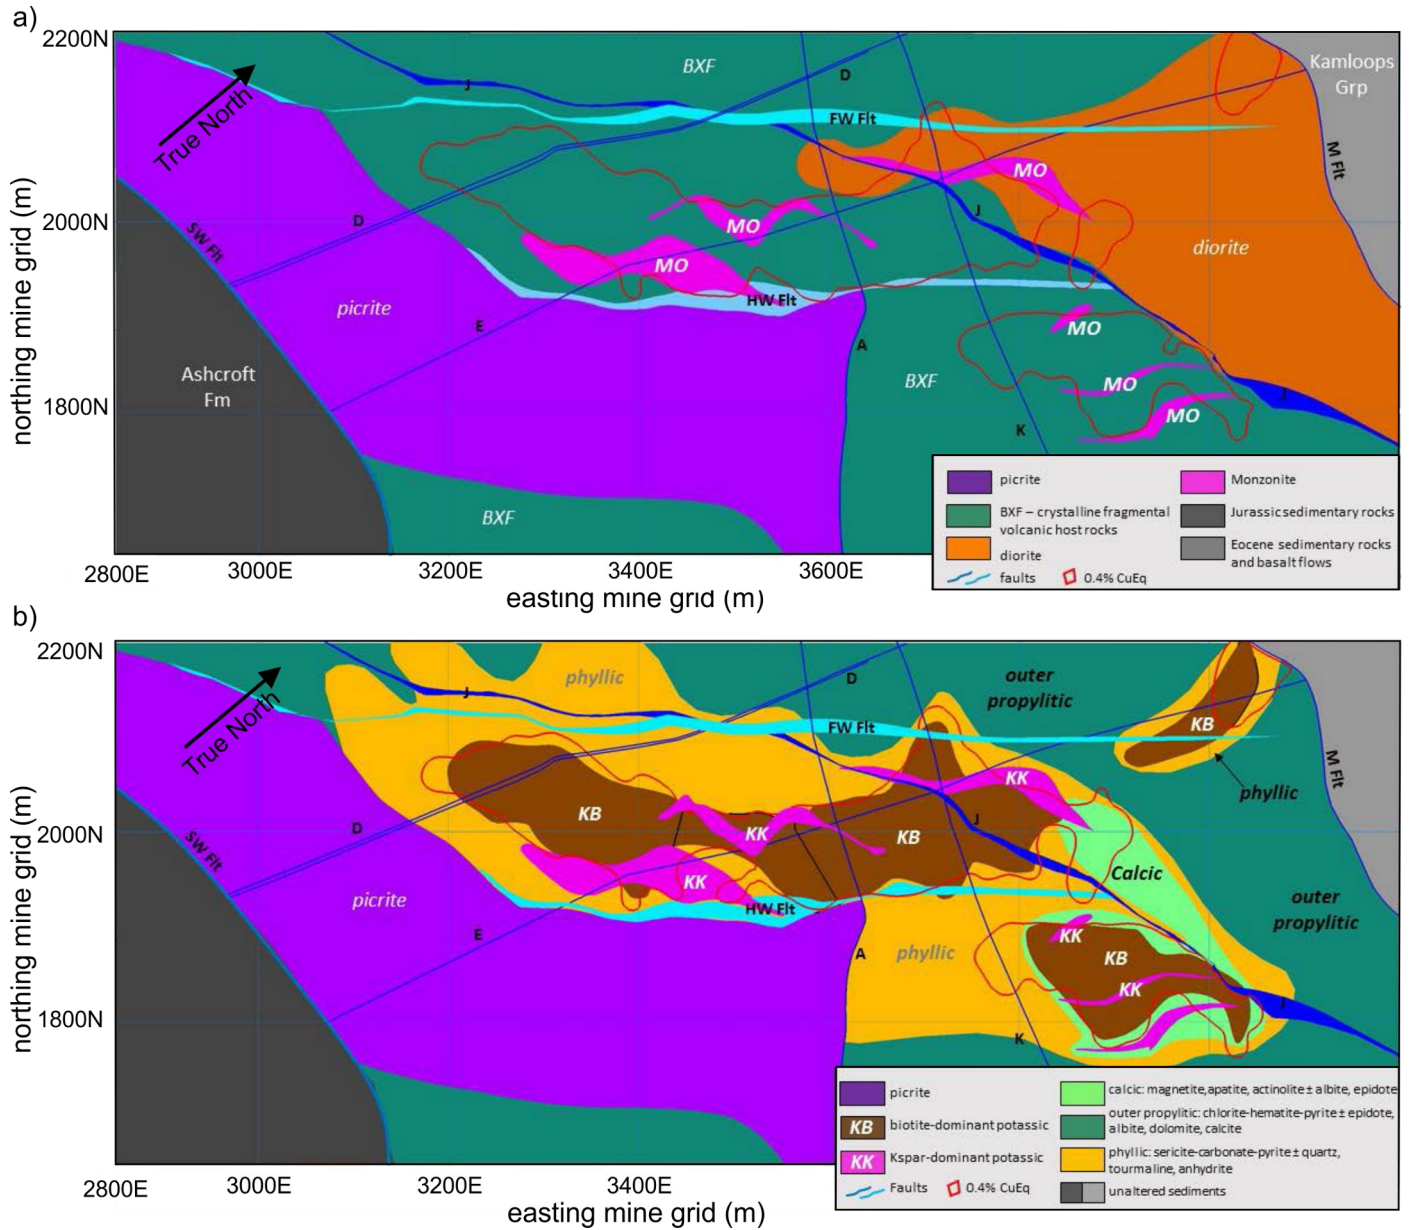 a)
2200N
2000N
1800N
northing mine grid (m)
True North
BXF
D
J
FW Flt
Kamloops
Grp
M Flt
MO
MO
MO
J
D
SW Flt
diorite
picrite
HW Flt
E
MO
A
Ashcroft
Fm
BXF
MO
MO
J
K
BXF
picrite
BXF – crystalline fragmental
volcanic host rocks
diorite
faults
0.4% CuEq
Monzonite
Jurassic sedimentary rocks
Eocene sedimentary rocks
and basalt flows
2800E
3000E
3200E
3400E
3600E
easting mine grid (m)
b)
2200N
2000N
1800N
northing mine grid (m)
True North
phyllic
J
D
outer
propylitic
FW Flt
KB
M Flt
KK
phyllic
KB
KK
KB
J
D
SW Flt
KK
Calcic
picrite
HW Flt
outer
propylitic
E
KK
A
phyllic
KB
KK
J
K
picrite
KB
biotite-dominant potassic
KK
Kspar-dominant potassic
Faults
0.4% CuEq
calcic: magnetite,apatite, actinolite ± albite, epidote
outer propylitic: chlorite-hematite-pyrite ± epidote,
albite, dolomite, calcite
phyllic: sericite-carbonate-pyrite ± quartz,
tourmaline, anhydrite
unaltered sediments
2800E
3000E
3200E
3400E
easting mine grid (m)